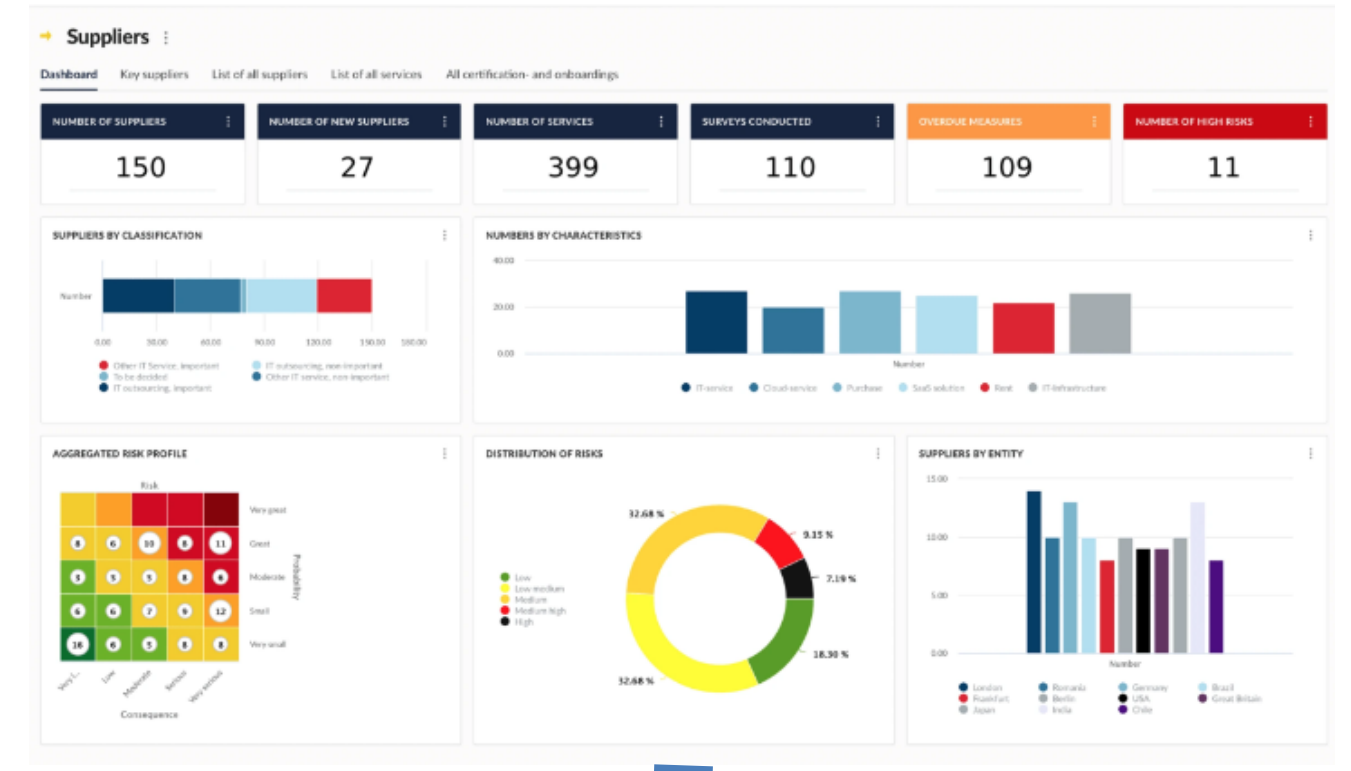 Suppliers
Dashboard Key suppliers List of all suppliers List of all services All certification- and onboardings
NUMBER OF SUPPLIERS NUMBER OF NEW SUPPLIERS NUMBER OF SERVICES SURVEYS CONDUCTED OVERDUE MEASURES NUMBER OF HIGH RISKS
150 27 399 110 109 11
SUPPLIERS BY CLASSIFICATION
Number
0.00 30.00 60.00 90.00 120.00 150.00 180.00
Other IT Service, important IT outsourcing, non-important
To be decided Other IT service, non-important
IT outsourcing, important
NUMBERS BY CHARACTERISTICS
40.00
20.00
0.00
Number
IT-service Cloud-service Purchase SaaS solution Rent IT-Infrastructure
AGGREGATED RISK PROFILE
Risk
Very great
8 6 10 8 11 Great
3 5 5 8 6 Moderate
6 6 7 9 12 Small
16 6 5 8 8 Very small
Probability
Very l... Low Moderate Serious Very serious
Consequence
DISTRIBUTION OF RISKS
32.68 %
9.15 %
7.19 %
18.30 %
32.68 %
Low
Low medium
Medium
Medium high
High
SUPPLIERS BY ENTITY
15.00
10.00
5.00
0.00
Number
London Romania Germany Brazil
Frankfurt Berlin USA Great Britain
Japan India Chile